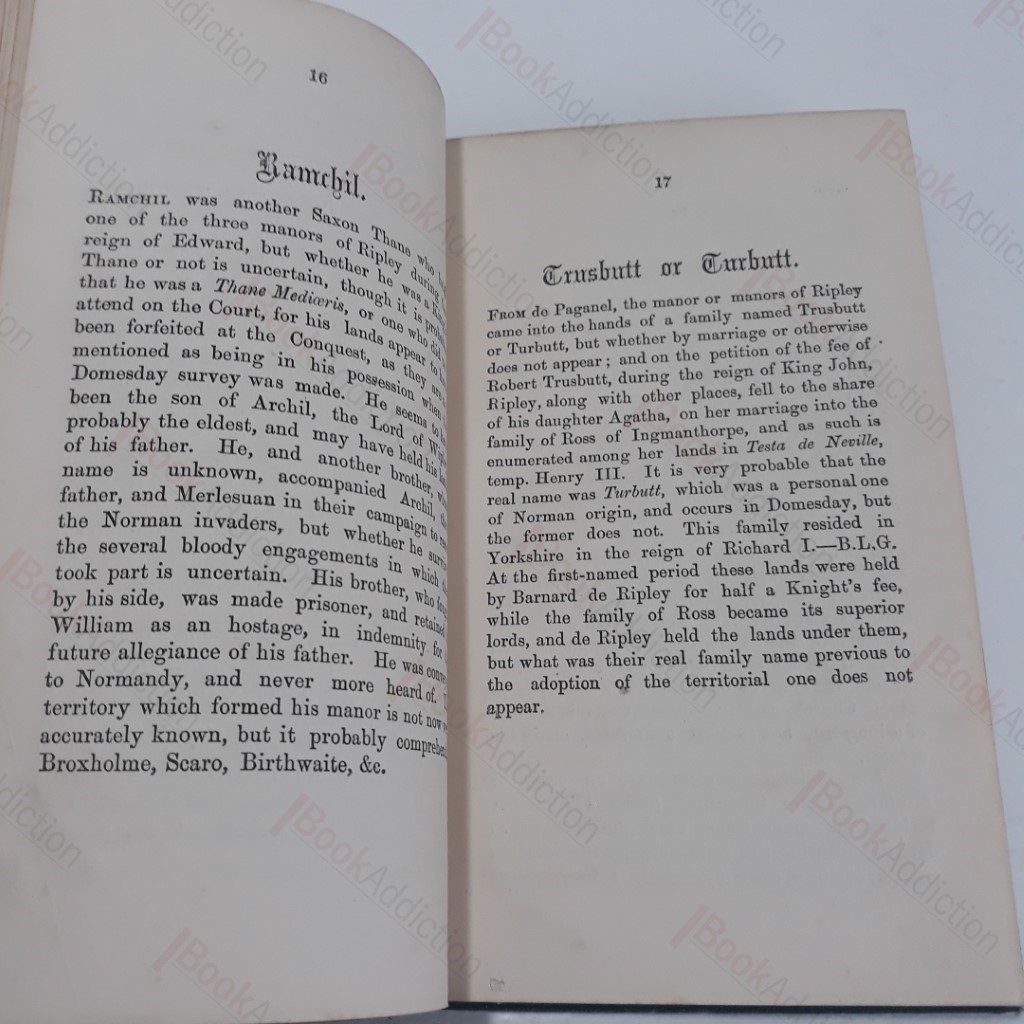 16
Ramchil.
RAMCHIL was another Saxon Thane who
one of the three manors of Ripley during
reign of Edward, but whether he was a
Thane or not is uncertain, though it is
that he was a Thane Mediœris, or one who did
attend on the Court, for his lands appear to
been forfeited at the Conquest, as they are
mentioned as being in his possession when
Domesday survey was made. He seems to
been the son of Archil, the Lord of
probably the eldest, and may have held his
of his father. He, and another brother,
name is unknown, accompanied Archil,
father, and Merlesuan in their campaign to
the Norman invaders, but whether he
the several bloody engagements in which
took part is uncertain. His brother, who
by his side, was made prisoner, and retained
William as an hostage, in indemnity for
future allegiance of his father. He was
to Normandy, and never more heard of.
territory which formed his manor is not now
accurately known, but it probably
Broxholme, Scaro, Birthwaite, &c.
17
Trusbutt or Turbutt.
FROM de Paganel, the manor or manors of Ripley
came into the hands of a family named Trusbutt
or Turbutt, but whether by marriage or otherwise
does not appear; and on the petition of the fee of
Robert Trusbutt, during the reign of King John,
Ripley, along with other places, fell to the share
of his daughter Agatha, on her marriage into the
family of Ross of Ingmanthorpe, and as such is
enumerated among her lands in Testa de Neville,
temp. Henry III. It is very probable that the
real name was Turbutt, which was a personal one
of Norman origin, and occurs in Domesday, but
the former does not. This family resided in
Yorkshire in the reign of Richard I.—B.L.G.
At the first-named period these lands were held
by Barnard de Ripley for half a Knight's fee,
while the family of Ross became its superior
lords, and de Ripley held the lands under them,
but what was their real family name previous to
the adoption of the territorial one does not
appear.
BookAddiction